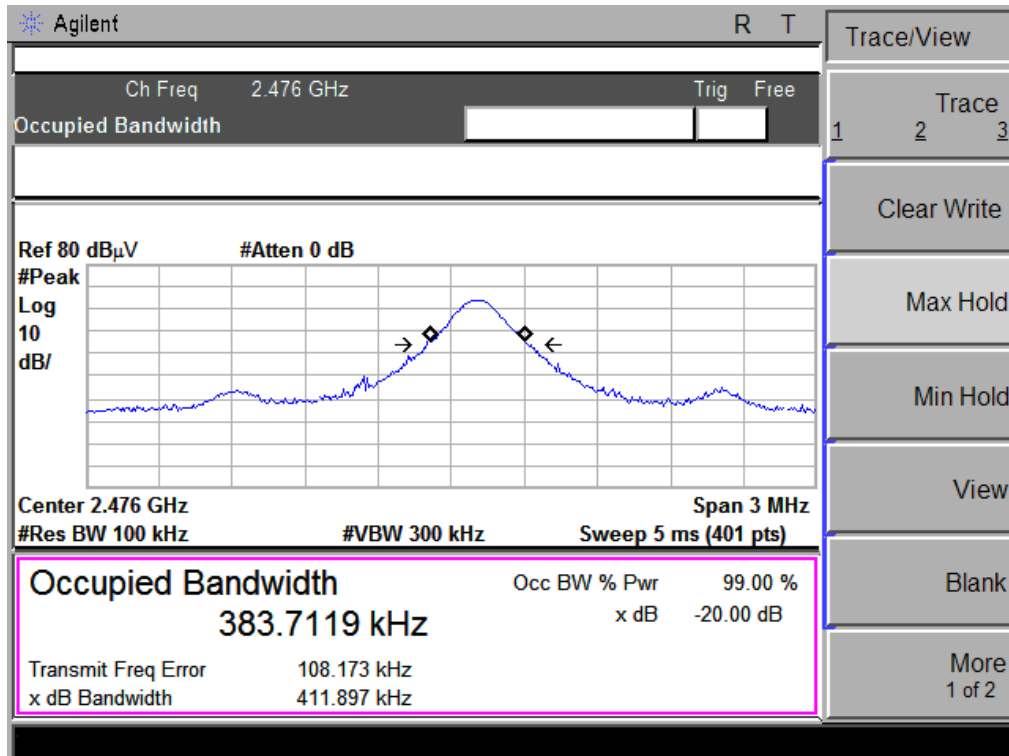 Agilent R T
Trace/View
Ch Freq 2.476 GHz Trig Free
Occupied Bandwidth
Trace
1 2 3
Clear Write
Ref 80 dBμV #Atten 0 dB
#Peak
Log
10
dB/
Max Hold
Min Hold
Center 2.476 GHz Span 3 MHz
#Res BW 100 kHz #VBW 300 kHz Sweep 5 ms (401 pts)
View
Occupied Bandwidth Occ BW % Pwr 99.00 %
383.7119 kHz x dB -20.00 dB
Blank
Transmit Freq Error 108.173 kHz
x dB Bandwidth 411.897 kHz
More
1 of 2